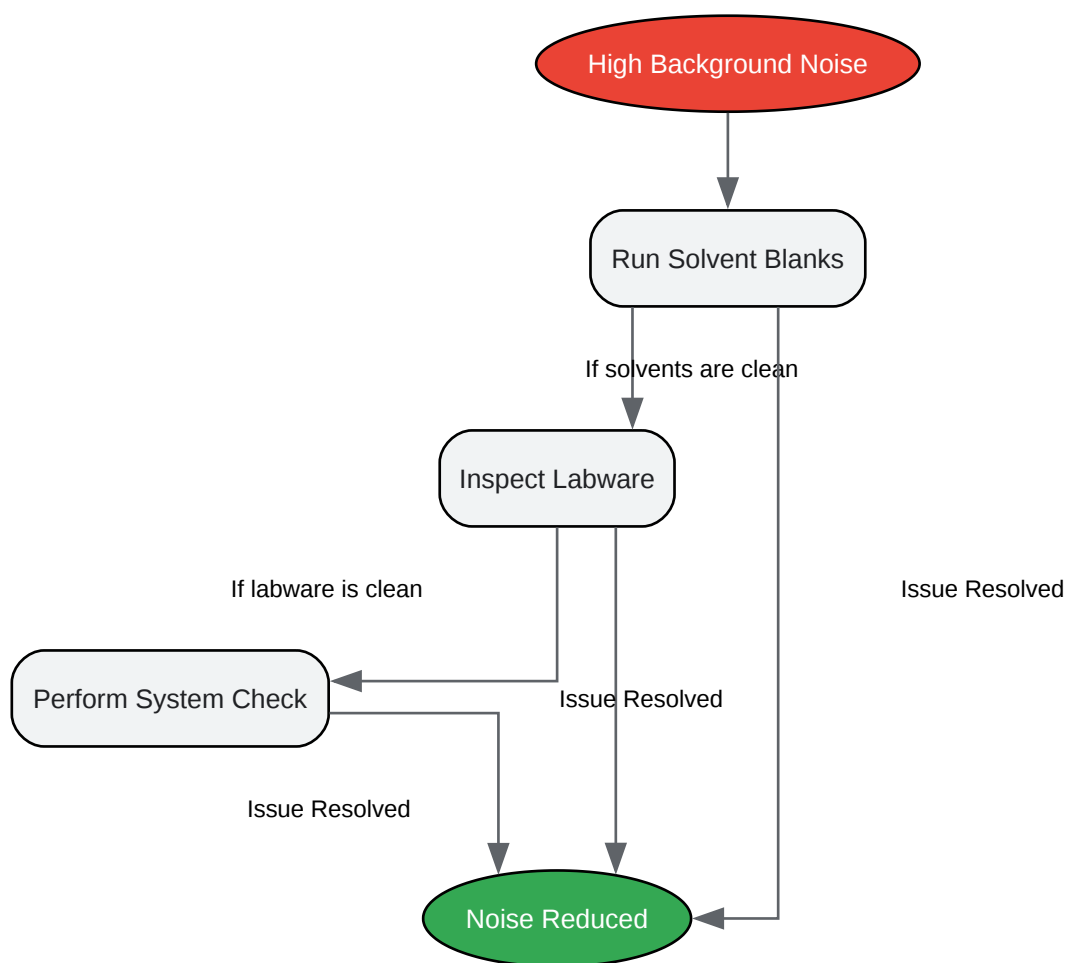 High Background Noise
Run Solvent Blanks
If solvents are clean
Inspect Labware
If labware is clean
Issue Resolved
Perform System Check
Issue Resolved
Issue Resolved
Noise Reduced